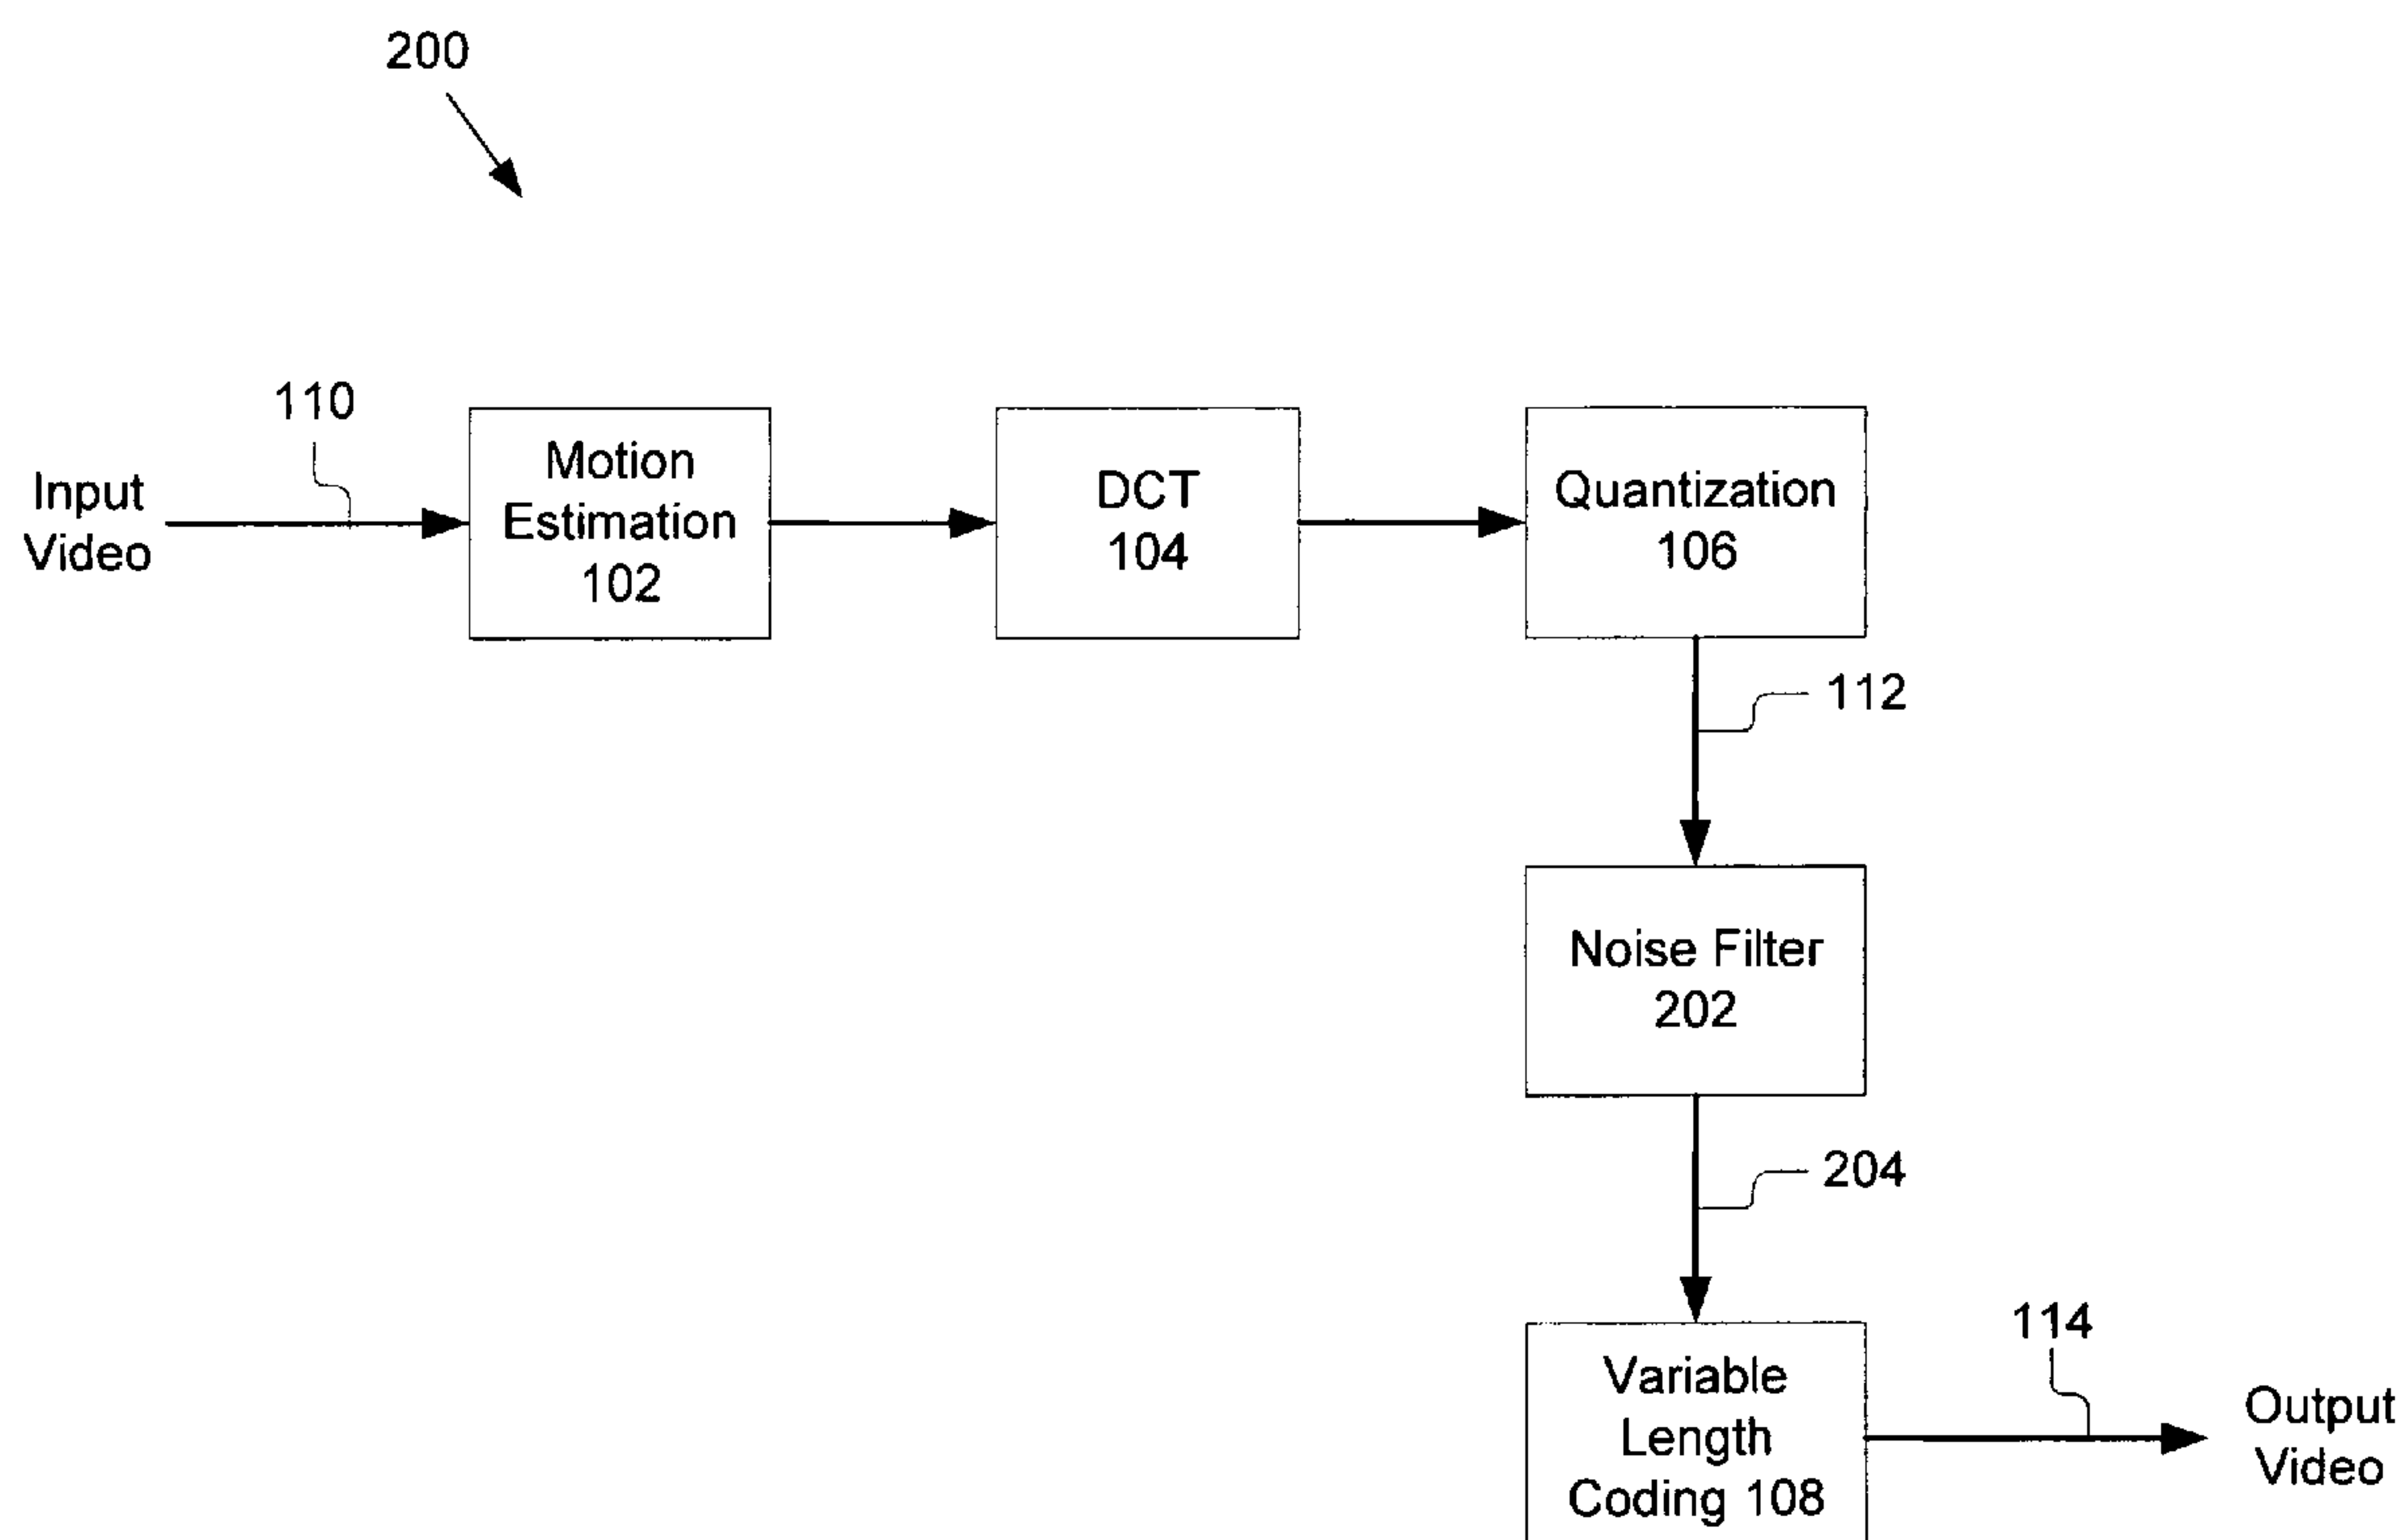 200
110
Input
Video
Motion
Estimation
102
DCT
104
Quantization
106
112
Noise Filter
202
204
Variable
Length
Coding 108
114
Output
Video